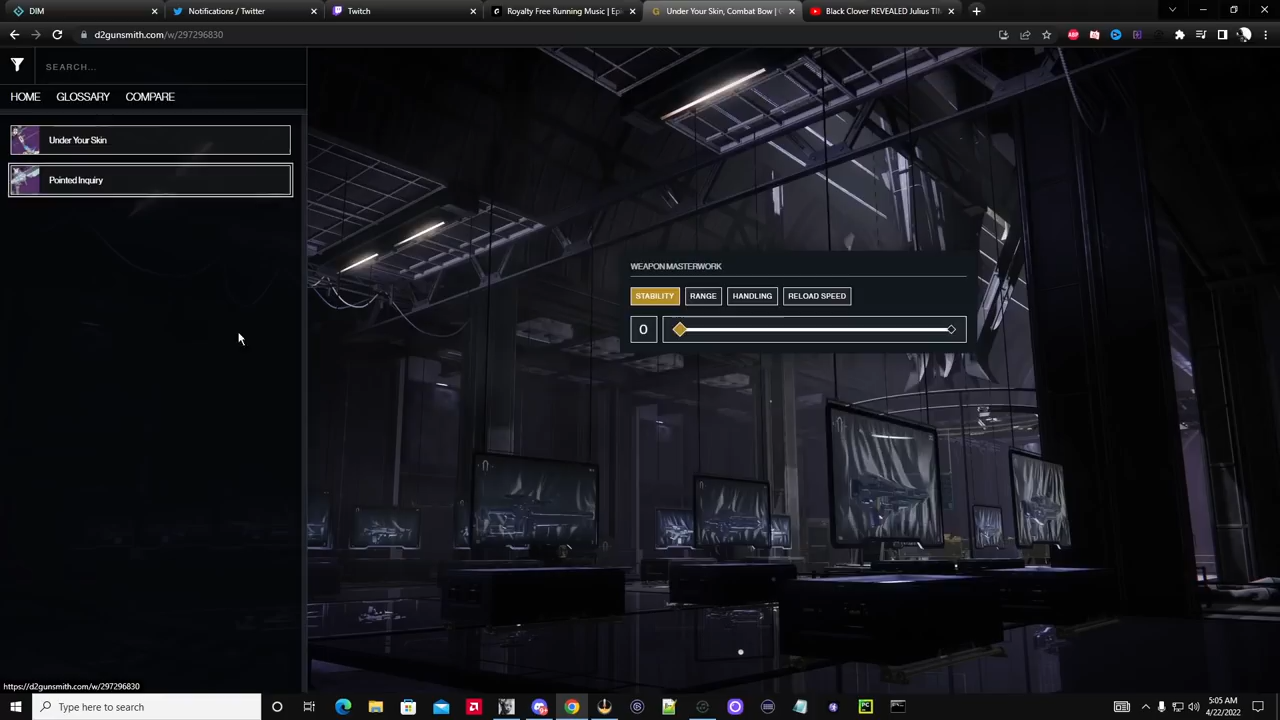 DIM
Notifications / Twitter
Twitch
Royalty Free Running Music | Epi
Under Your Skin, Combat Bow |
Black Clover REVEALED Julius TI
d2gunsmith.com/w/297296830
SEARCH...
HOME
GLOSSARY
COMPARE
Under Your Skin
Pointed Inquiry
WEAPON MASTERWORK
STABILITY
RANGE
HANDLING
RELOAD SPEED
0
https://d2gunsmith.com/w/297296830
Type here to search
5:05 AM
4/22/2022